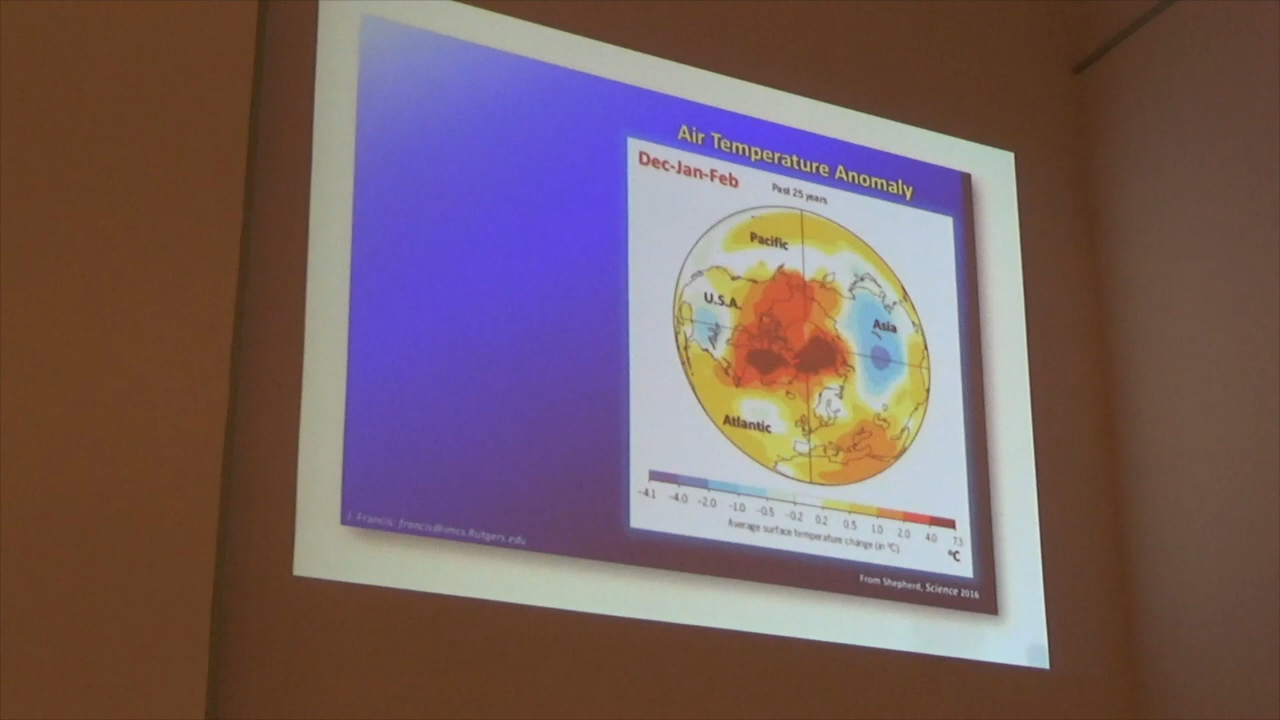 Air Temperature Anomaly
Dec-Jan-Feb
Past 25 years
Pacific
U.S.A.
Asia
Atlantic
-4.1 -4.0 -2.0 -1.0 -0.5 -0.2 0.2 0.5 1.0 2.0 4.0 7.3
Average surface temperature change (in °C)
°C
J. Francis: francis@imcs.Rutgers.edu
From Shepherd, Science 2016